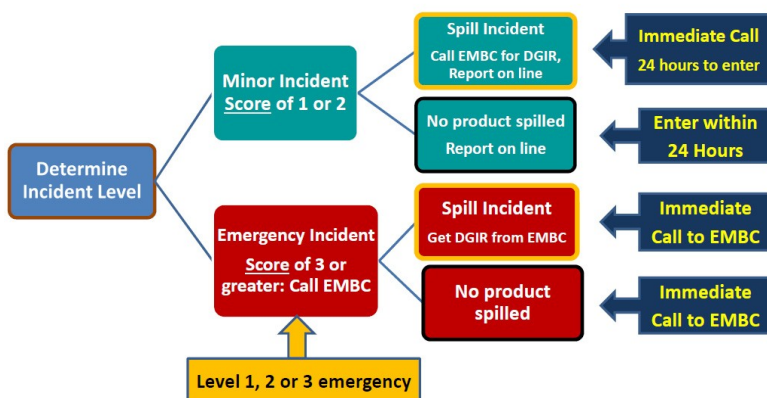 Determine
Incident Level
Minor Incident
Score of 1 or 2
Spill Incident
Call EMBC for DGIR,
Report on line
Immediate Call
24 hours to enter
No product spilled
Report on line
Enter within
24 Hours
Emergency Incident
Score of 3 or
greater: Call EMBC
Spill Incident
Get DGIR from EMBC
Immediate
Call to EMBC
No product
spilled
Immediate
Call to EMBC
Level 1, 2 or 3 emergency